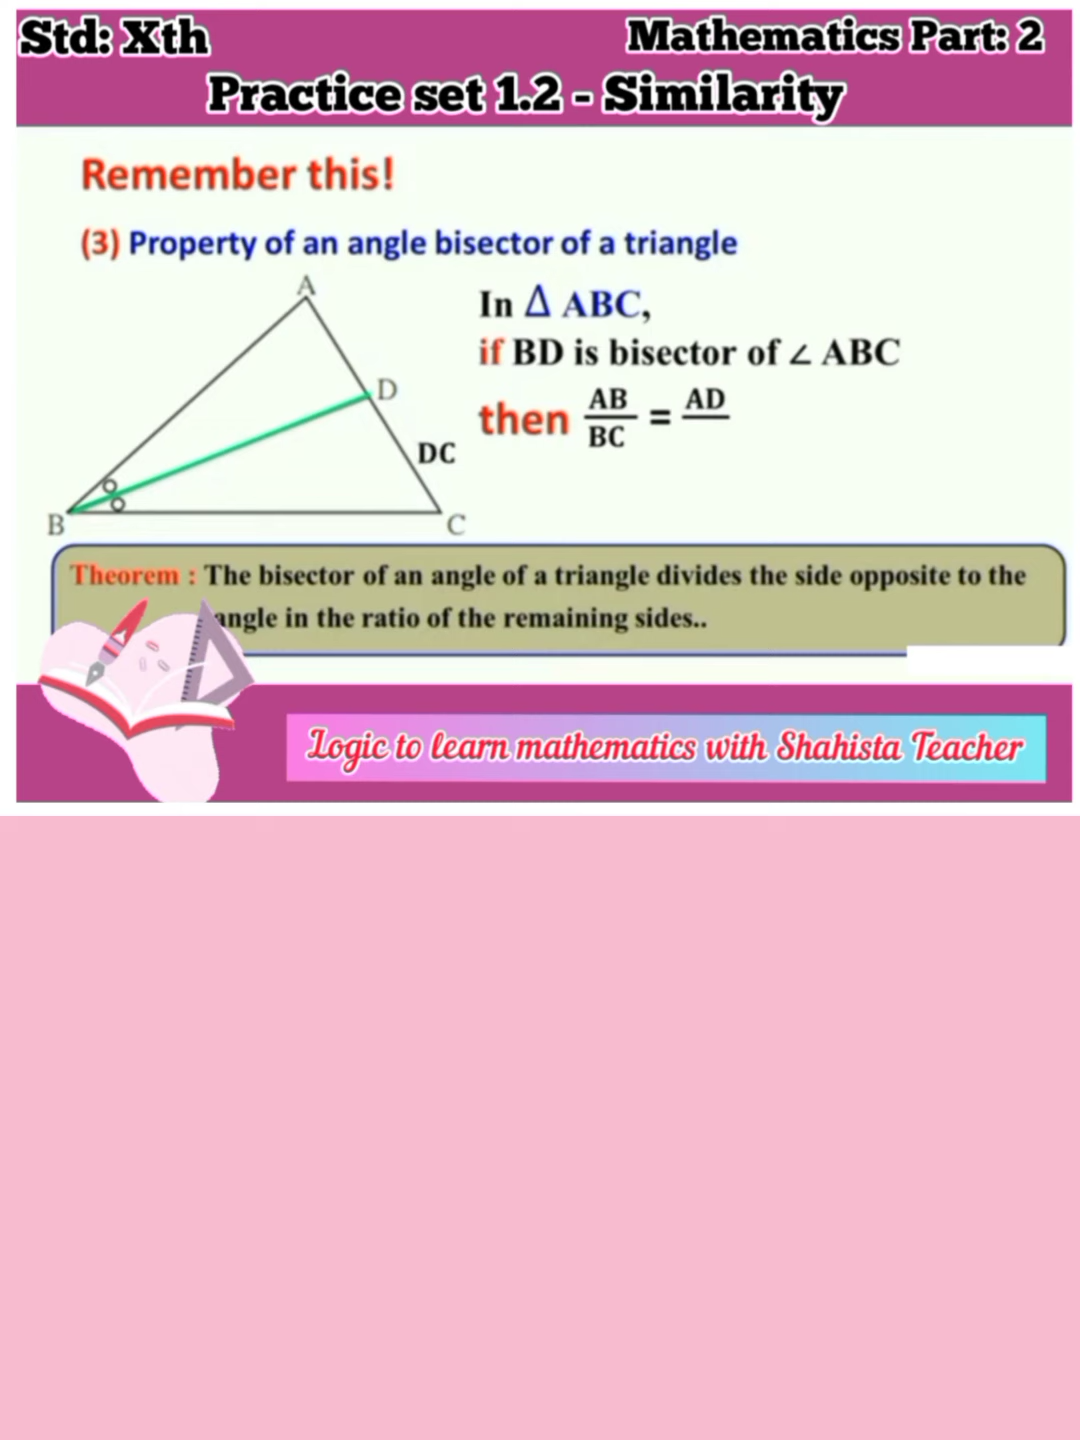 Std: Xth
Mathematics Part: 2
Practice set 1.2 - Similarity
Remember this!
(3) Property of an angle bisector of a triangle
A
D
DC
B
C
In Δ ABC,
if BD is bisector of ∠ ABC
then AB/BC = AD/
Theorem : The bisector of an angle of a triangle divides the side opposite to the
angle in the ratio of the remaining sides..
Logic to learn mathematics with Shahista Teacher